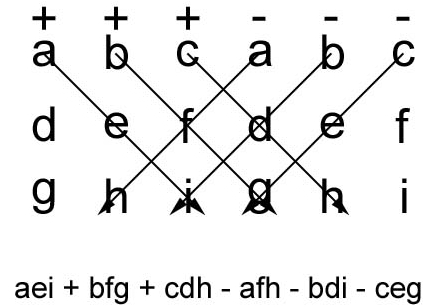 + + + - - -
a b c a b c
d e f d e f
g h i g h i
aei + bfg + cdh - afh - bdi - ceg